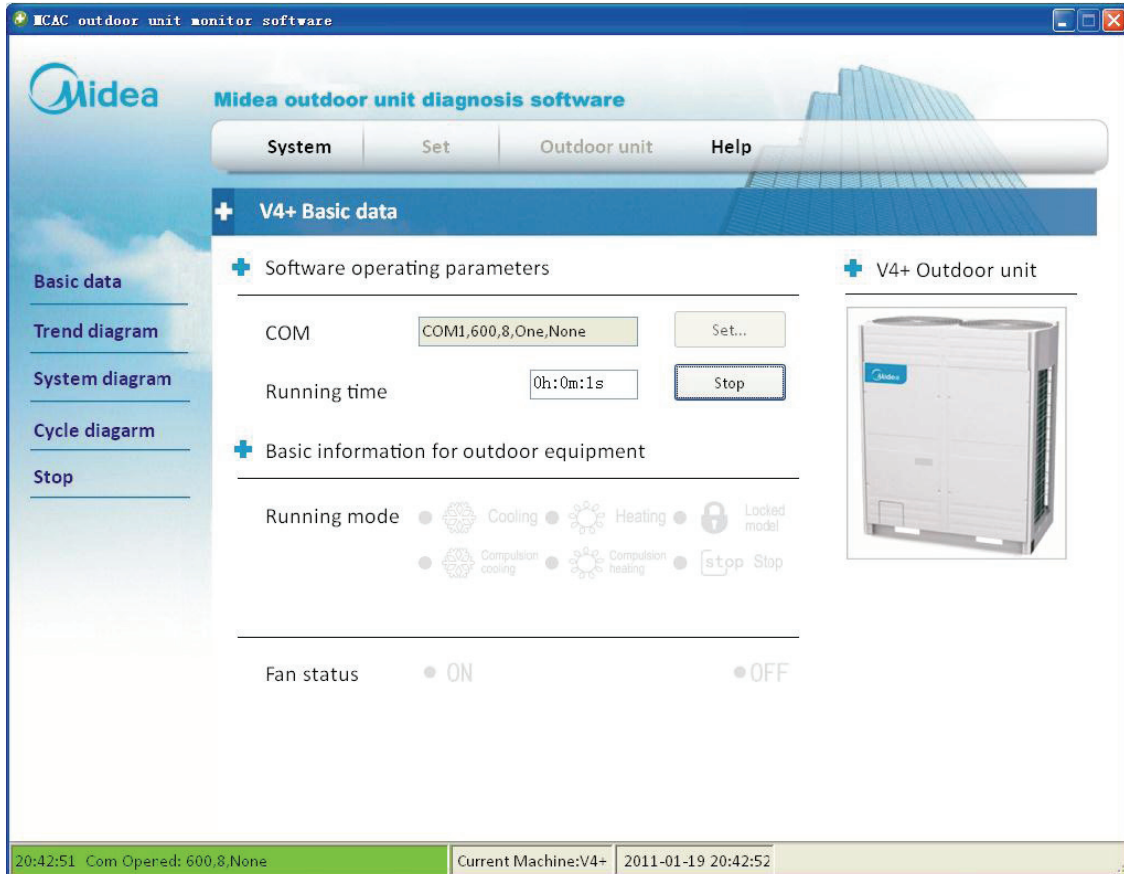 MCAC outdoor unit monitor software
Midea
Midea outdoor unit diagnosis software
System Set Outdoor unit Help
V4+ Basic data
Basic data
Trend diagram
System diagram
Cycle diagarm
Stop
Software operating parameters
COM COM1,600,8,One,None Set...
Running time 0h:0m:1s Stop
Basic information for outdoor equipment
Running mode Cooling Heating Locked model
Compulsion cooling Compulsion heating stop Stop
Fan status ON OFF
V4+ Outdoor unit
Midea
20:42:51 Com Opened: 600,8,None Current Machine:V4+ 2011-01-19 20:42:52